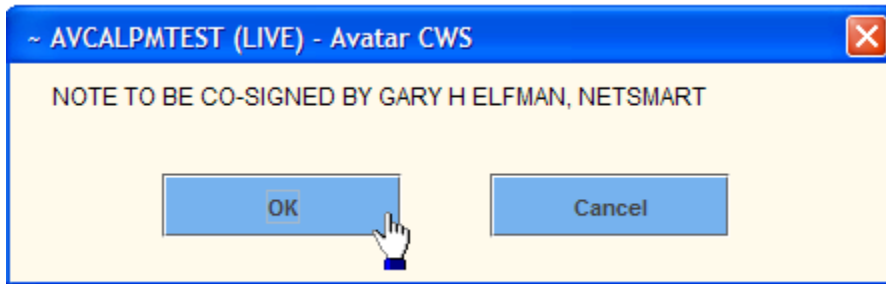 ~ AVCALPMTEST (LIVE) - Avatar CWS
NOTE TO BE CO-SIGNED BY GARY H ELFMAN, NETSMART
OK
Cancel